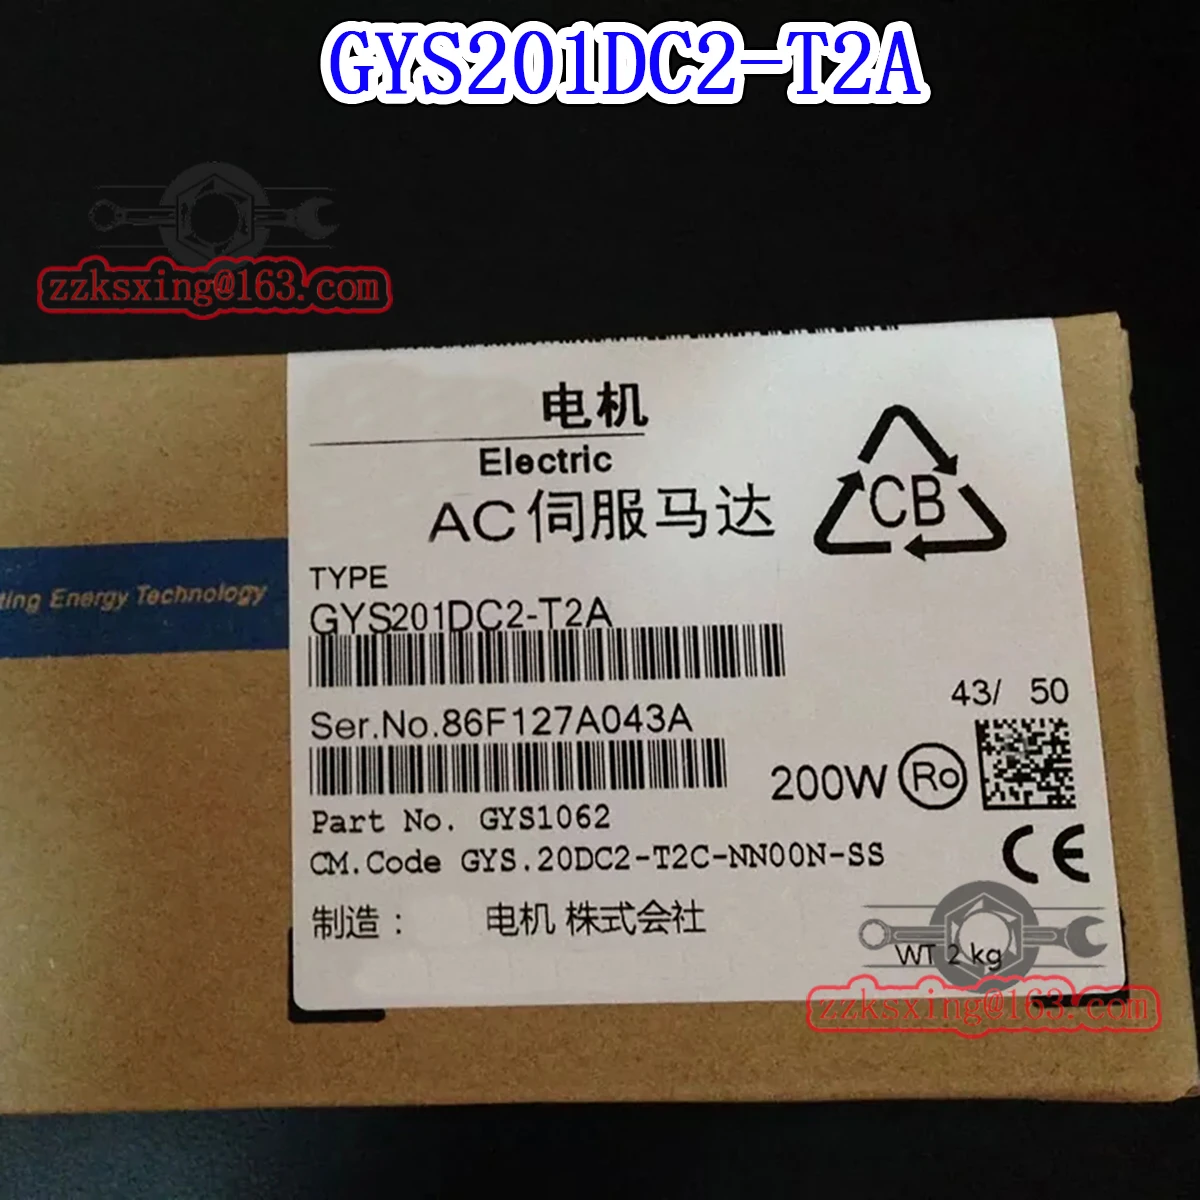 GYS201DC2-T2A
zzksxing@163.com
电机
Electric
AC伺服马达
CB
ting Energy Technology
TYPE
GYS201DC2-T2A
Ser.No.86F127A043A
43/ 50
200W Ro
Part No. GYS1062
CM.Code GYS.20DC2-T2C-NN00N-SS
CE
制造： 电机 株式会社
WT 2 kg
zzksxing@163.com